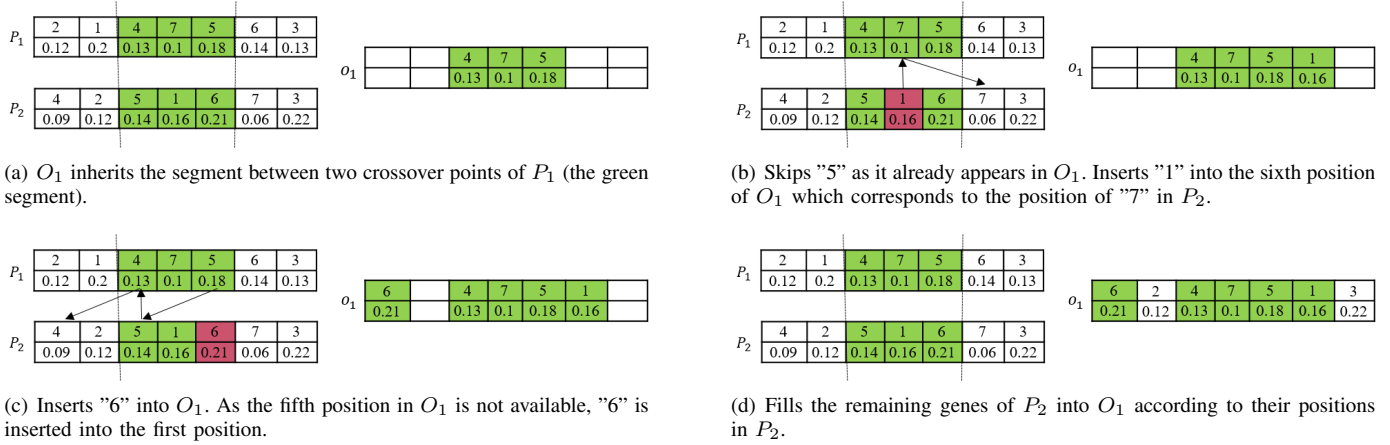 P1 2 1 4 7 5 6 3
0.12 0.2 0.13 0.1 0.18 0.14 0.13
o1 4 7 5
0.13 0.1 0.18
P2 4 2 5 1 6 7 3
0.09 0.12 0.14 0.16 0.21 0.06 0.22
(a) O1 inherits the segment between two crossover points of P1 (the green
segment).
P1 2 1 4 7 5 6 3
0.12 0.2 0.13 0.1 0.18 0.14 0.13
o1 4 7 5 1
0.13 0.1 0.18 0.16
P2 4 2 5 1 6 7 3
0.09 0.12 0.14 0.16 0.21 0.06 0.22
(b) Skips ”5” as it already appears in O1. Inserts ”1” into the sixth position
of O1 which corresponds to the position of ”7” in P2.
P1 2 1 4 7 5 6 3
0.12 0.2 0.13 0.1 0.18 0.14 0.13
o1 6 4 7 5 1
0.21 0.13 0.1 0.18 0.16
P2 4 2 5 1 6 7 3
0.09 0.12 0.14 0.16 0.21 0.06 0.22
(c) Inserts ”6” into O1. As the fifth position in O1 is not available, ”6” is
inserted into the first position.
P1 2 1 4 7 5 6 3
0.12 0.2 0.13 0.1 0.18 0.14 0.13
o1 6 2 4 7 5 1 3
0.21 0.12 0.13 0.1 0.18 0.16 0.22
P2 4 2 5 1 6 7 3
0.09 0.12 0.14 0.16 0.21 0.06 0.22
(d) Fills the remaining genes of P2 into O1 according to their positions
in P2.